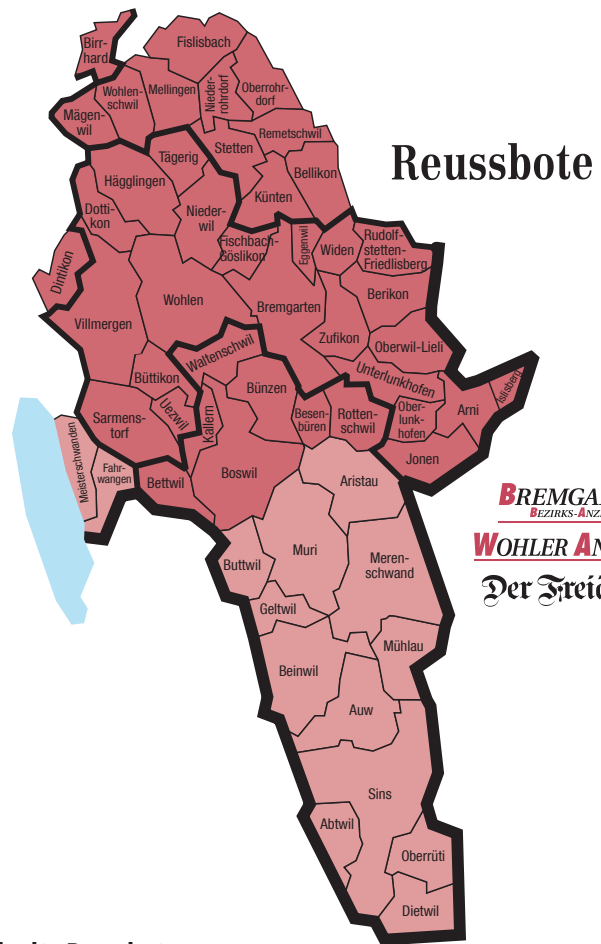 Birr-
hard
Fislisbach
Wohlen-
schwil
Mellingen
Nieder-
rohrdorf
Oberrohr-
dorf
Mägen-
wil
Remetschwil
Stetten
Tägerig
Bellikon
Reussbote
Hägglingen
Künten
Dotti-
kon
Nieder-
wil
Fischbach-
Göslikon
Eggenwil
Widen
Rudolf-
stetten-
Friedlisberg
Dintikon
Berikon
Wohlen
Bremgarten
Villmergen
Zufikon
Oberwil-Lieli
Waltenschwil
Büttikon
Unterlunkhofen
Islisberg
Bünzen
Uezwil
Kallern
Besen-
büren
Rotten-
schwil
Ober-
lunk-
hofen
Arni
Sarmens-
torf
Jonen
Meisterschwanden
Fahr-
wangen
Bettwil
Boswil
Aristau
Muri
Buttwil
Meren-
schwand
Geltwil
Mühlau
Beinwil
Auw
Sins
Abtwil
Oberrüti
Dietwil